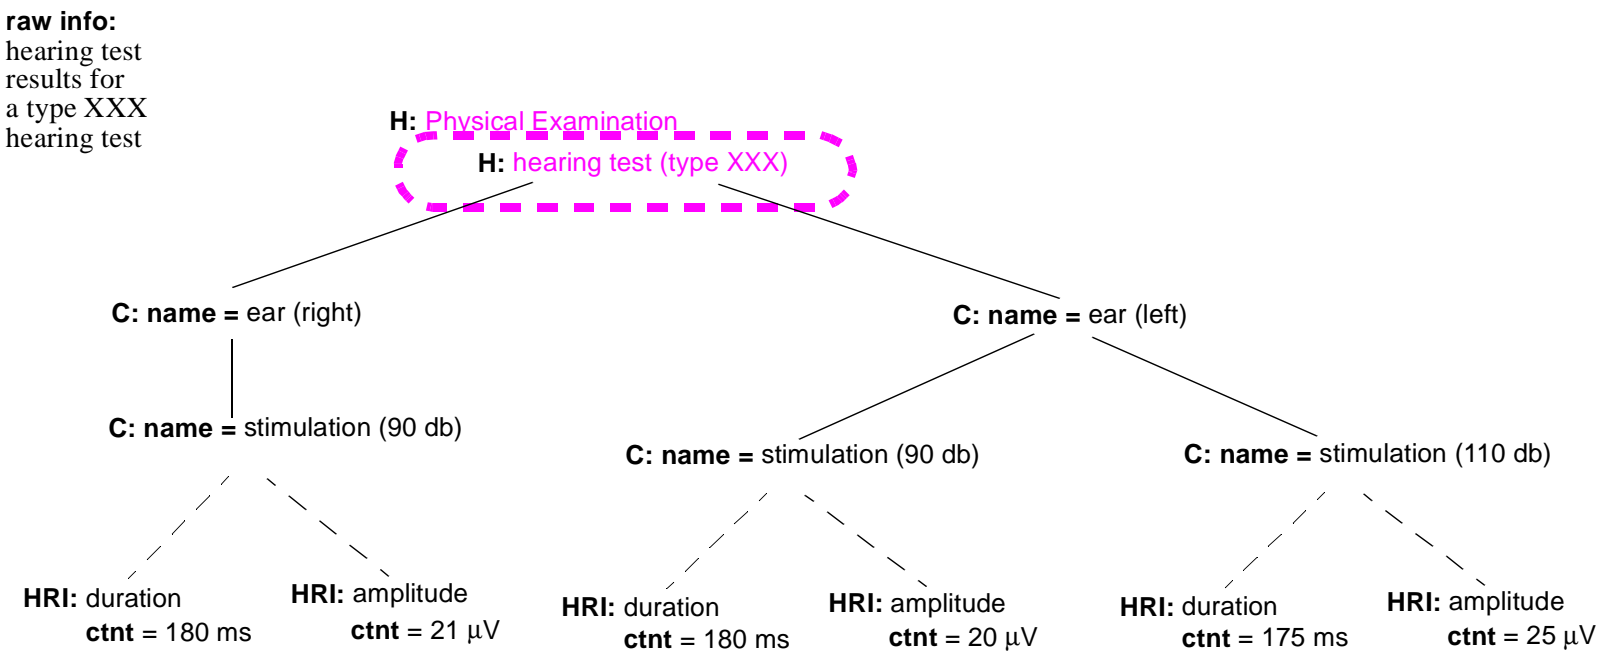 raw info:
hearing test
results for
a type XXX
hearing test
H: Physical Examination
H: hearing test (type XXX)
C: name = ear (right)
C: name = ear (left)
C: name = stimulation (90 db)
C: name = stimulation (90 db)
C: name = stimulation (110 db)
HRI: duration
ctnt = 180 ms
HRI: amplitude
ctnt = 21 μV
HRI: duration
ctnt = 180 ms
HRI: amplitude
ctnt = 20 μV
HRI: duration
ctnt = 175 ms
HRI: amplitude
ctnt = 25 μV